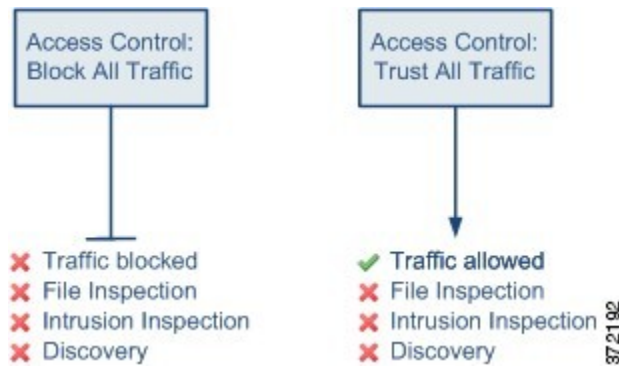 Access Control:
Block All Traffic
Traffic blocked
File Inspection
Intrusion Inspection
Discovery
Access Control:
Trust All Traffic
Traffic allowed
File Inspection
Intrusion Inspection
Discovery
372192